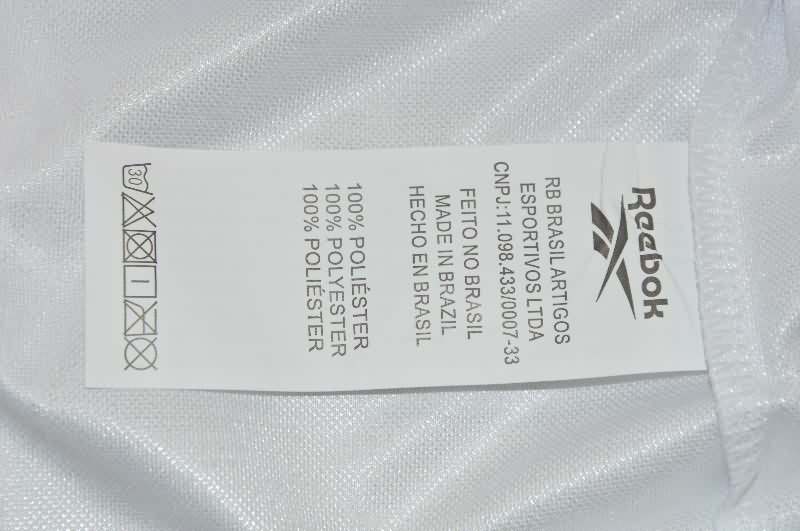 Reebok
RB BRASIL ARTIGOS
ESPORTIVOS LTDA
CNPJ:11.098.433/0007-33
FEITO NO BRASIL
MADE IN BRAZIL
HECHO EN BRASIL
100% POLIÉSTER
100% POLYESTER
100% POLIÉSTER
30